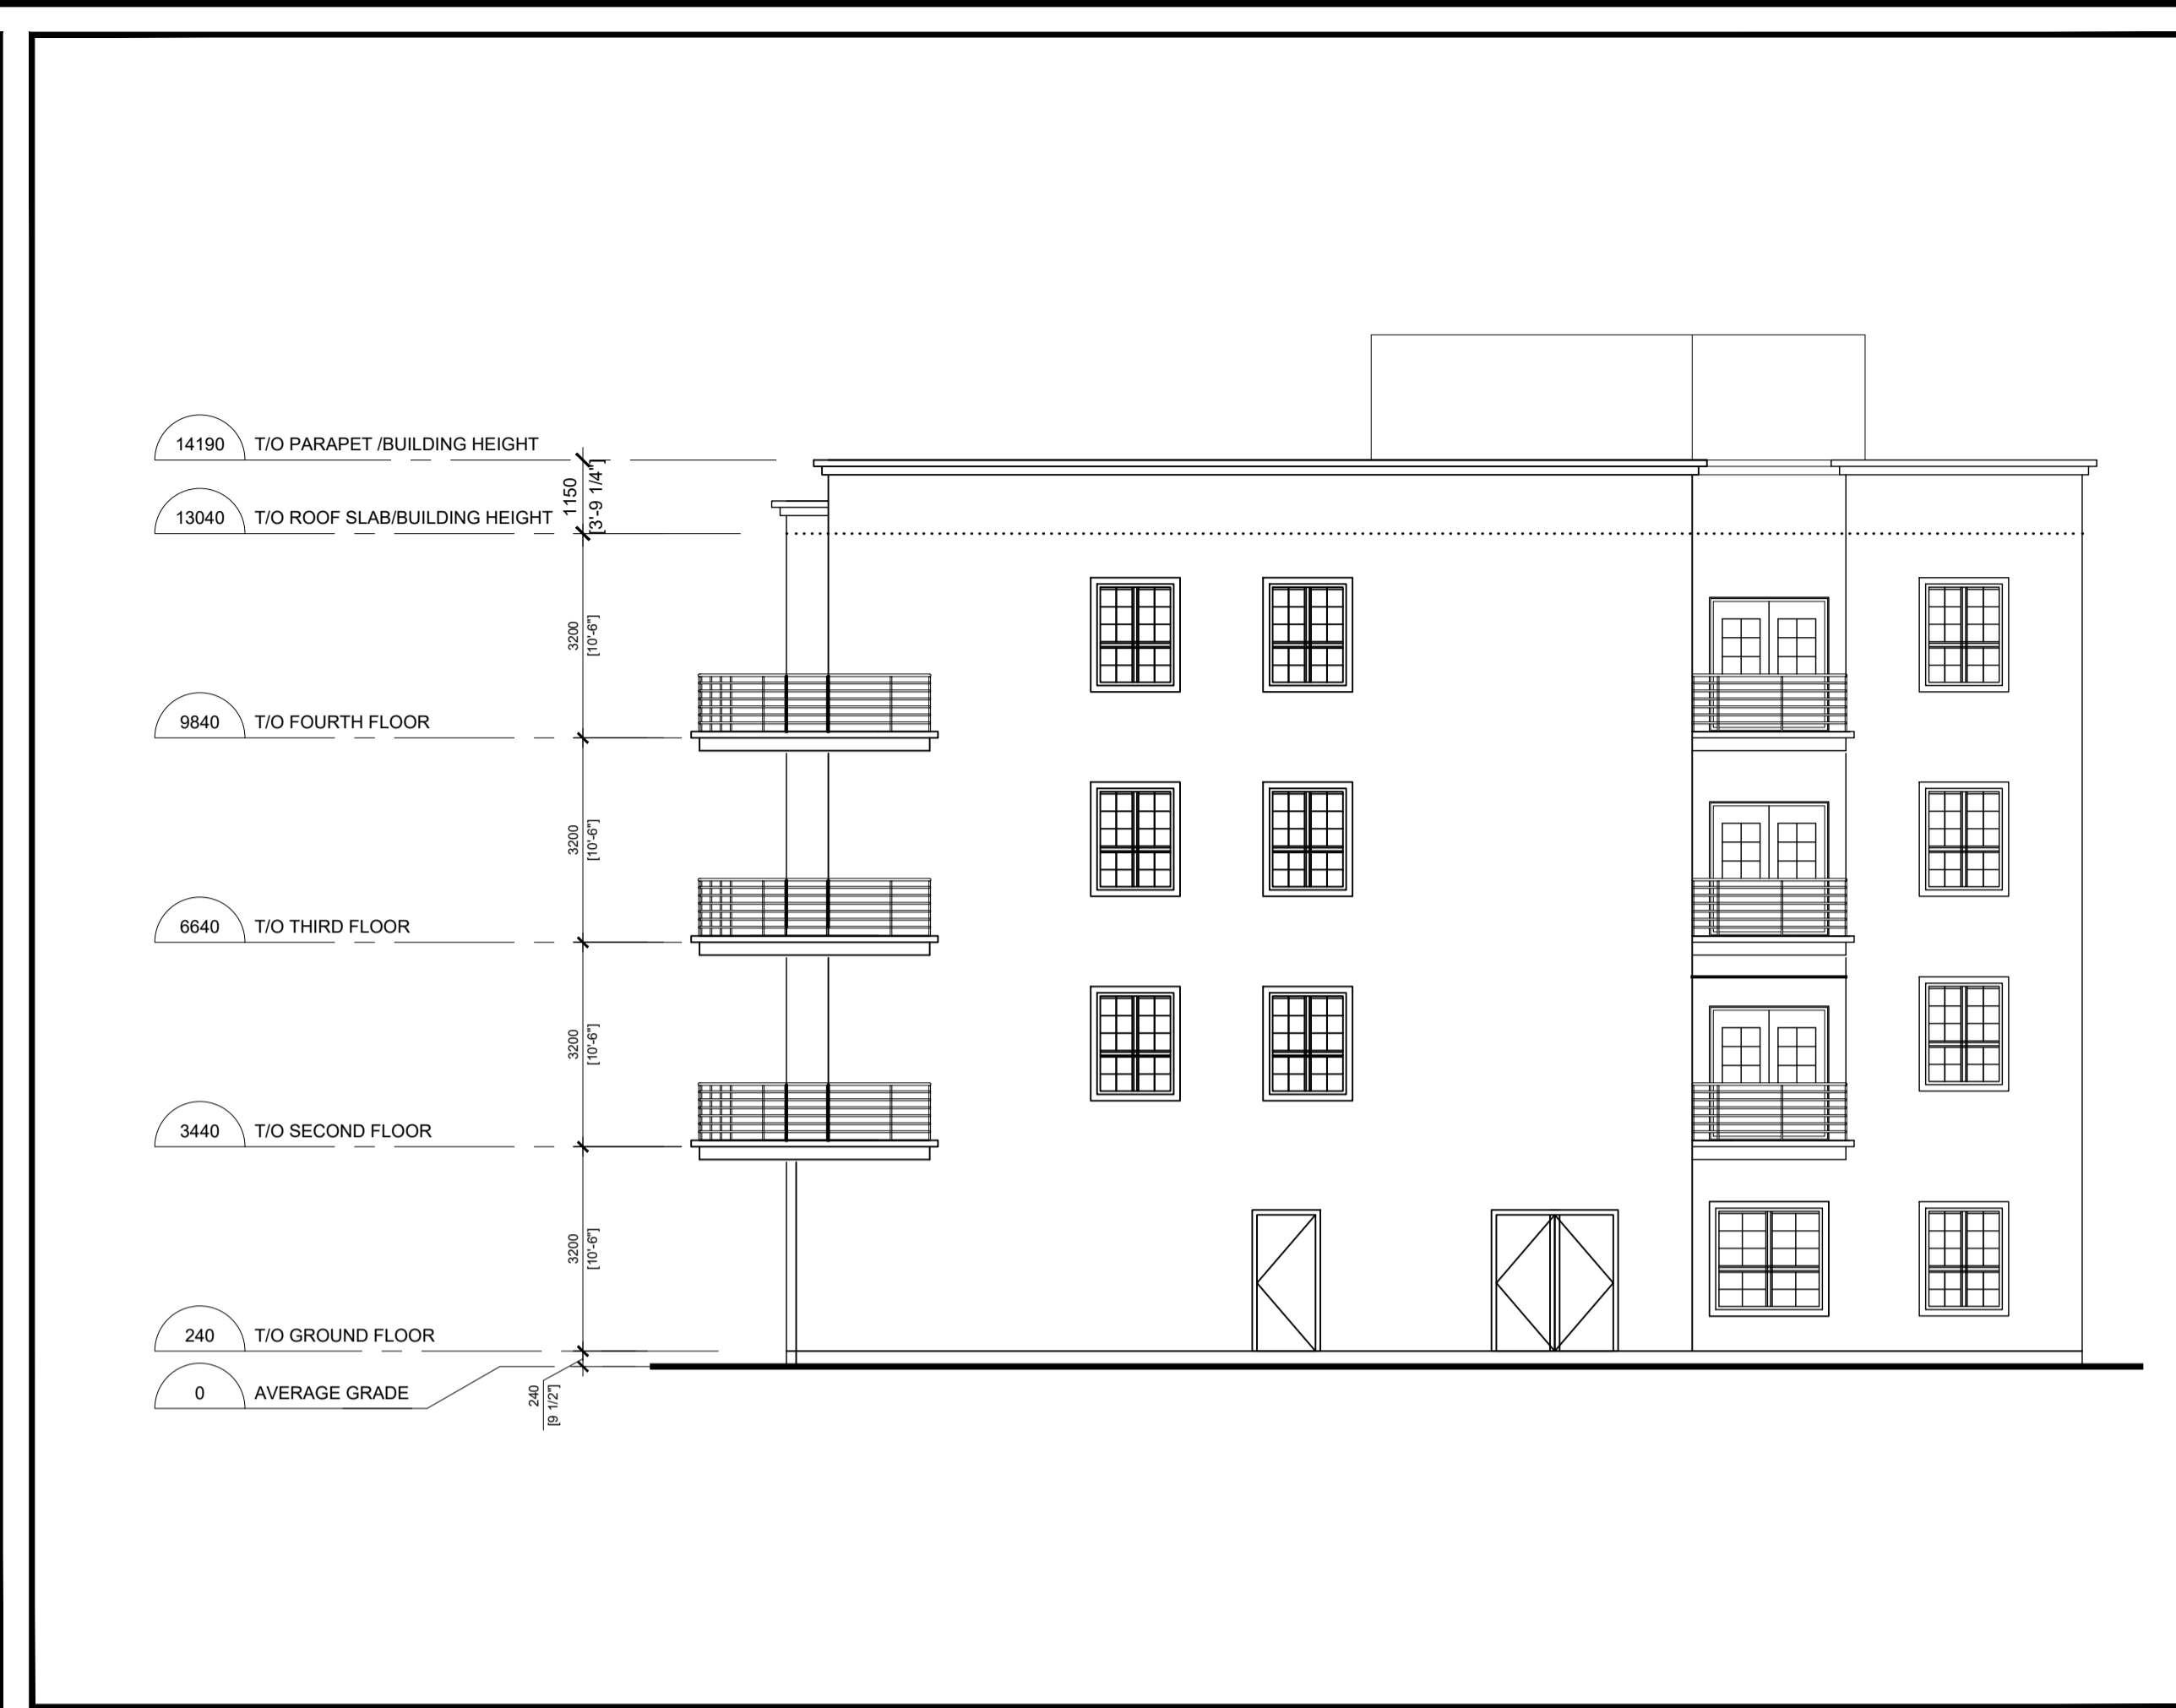 14190 T/O PARAPET /BUILDING HEIGHT
1150
[3'-9 1/4"]
13040 T/O ROOF SLAB/BUILDING HEIGHT
3200
[10'-6"]
9840 T/O FOURTH FLOOR
3200
[10'-6"]
6640 T/O THIRD FLOOR
3200
[10'-6"]
3440 T/O SECOND FLOOR
3200
[10'-6"]
240 T/O GROUND FLOOR
0 AVERAGE GRADE
240
[9 1/2"]